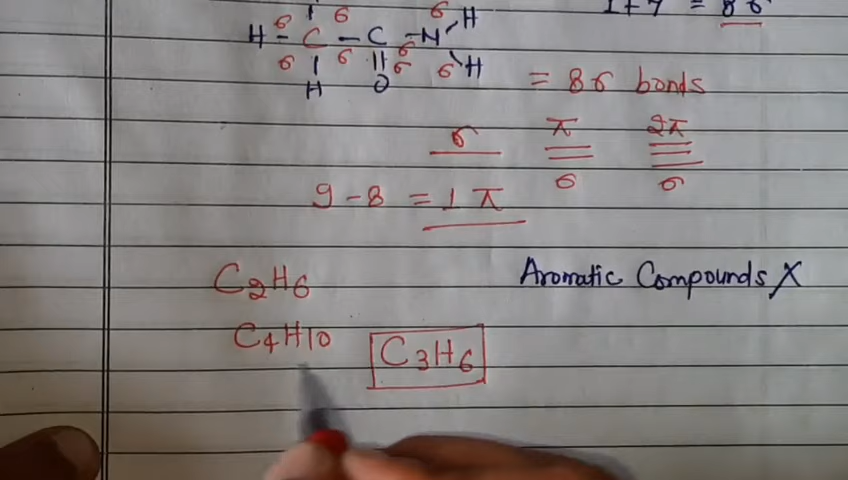 1+7 = 8σ
σ σ σ
H - C - C - N H
σ σ σ σ σ H
H O
= 8σ bonds
σ π 2π
σ σ
9 - 8 = 1 π
C2H6 Aromatic Compounds X
C4H10 C3H6